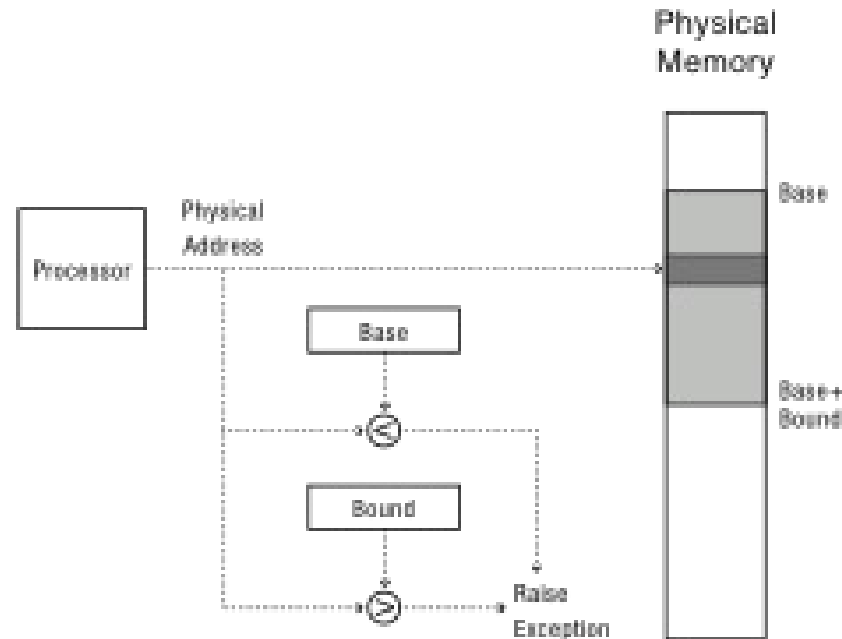 Physical
Memory
Base
Physical
Address
Processor
Base
<
Base+
Bound
Bound
>
Raise
Exception